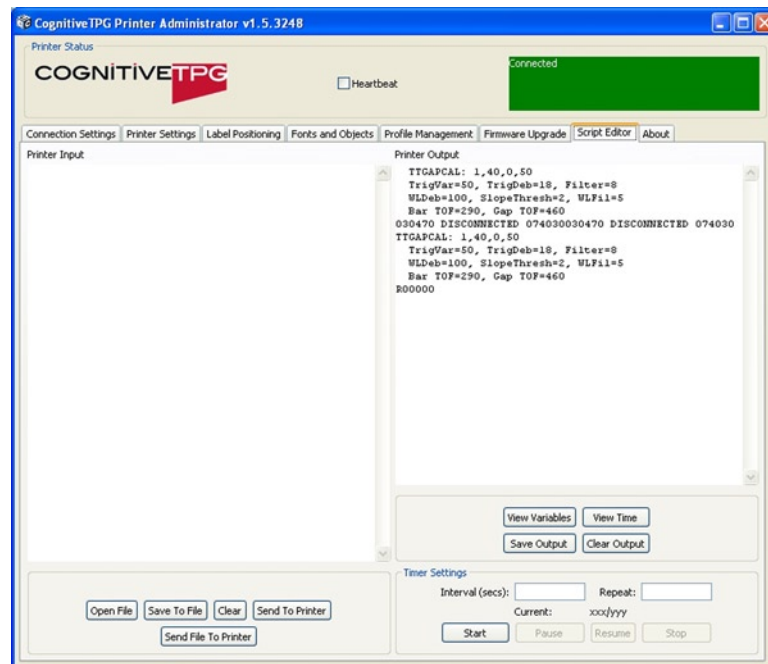 CognitiveTPG Printer Administrator v1.5.3248
Printer Status
COGNITIVETPG
Heartbeat
Connected
Connection Settings Printer Settings Label Positioning Fonts and Objects Profile Management Firmware Upgrade Script Editor About
Printer Input
Printer Output
TTGAPCAL: 1,40,0,50
TrigVar=50, TrigDeb=18, Filter=8
WLDeb=100, SlopeThresh=2, WLFil=5
Bar TOF=290, Gap TOF=460
030470 DISCONNECTED 074030030470 DISCONNECTED 074030
TTGAPCAL: 1,40,0,50
TrigVar=50, TrigDeb=18, Filter=8
WLDeb=100, SlopeThresh=2, WLFil=5
Bar TOF=290, Gap TOF=460
R00000
View Variables View Time
Save Output Clear Output
Timer Settings
Interval (secs): Repeat:
Current: xxx/yyy
Start Pause Resume Stop
Open File Save To File Clear Send To Printer
Send File To Printer